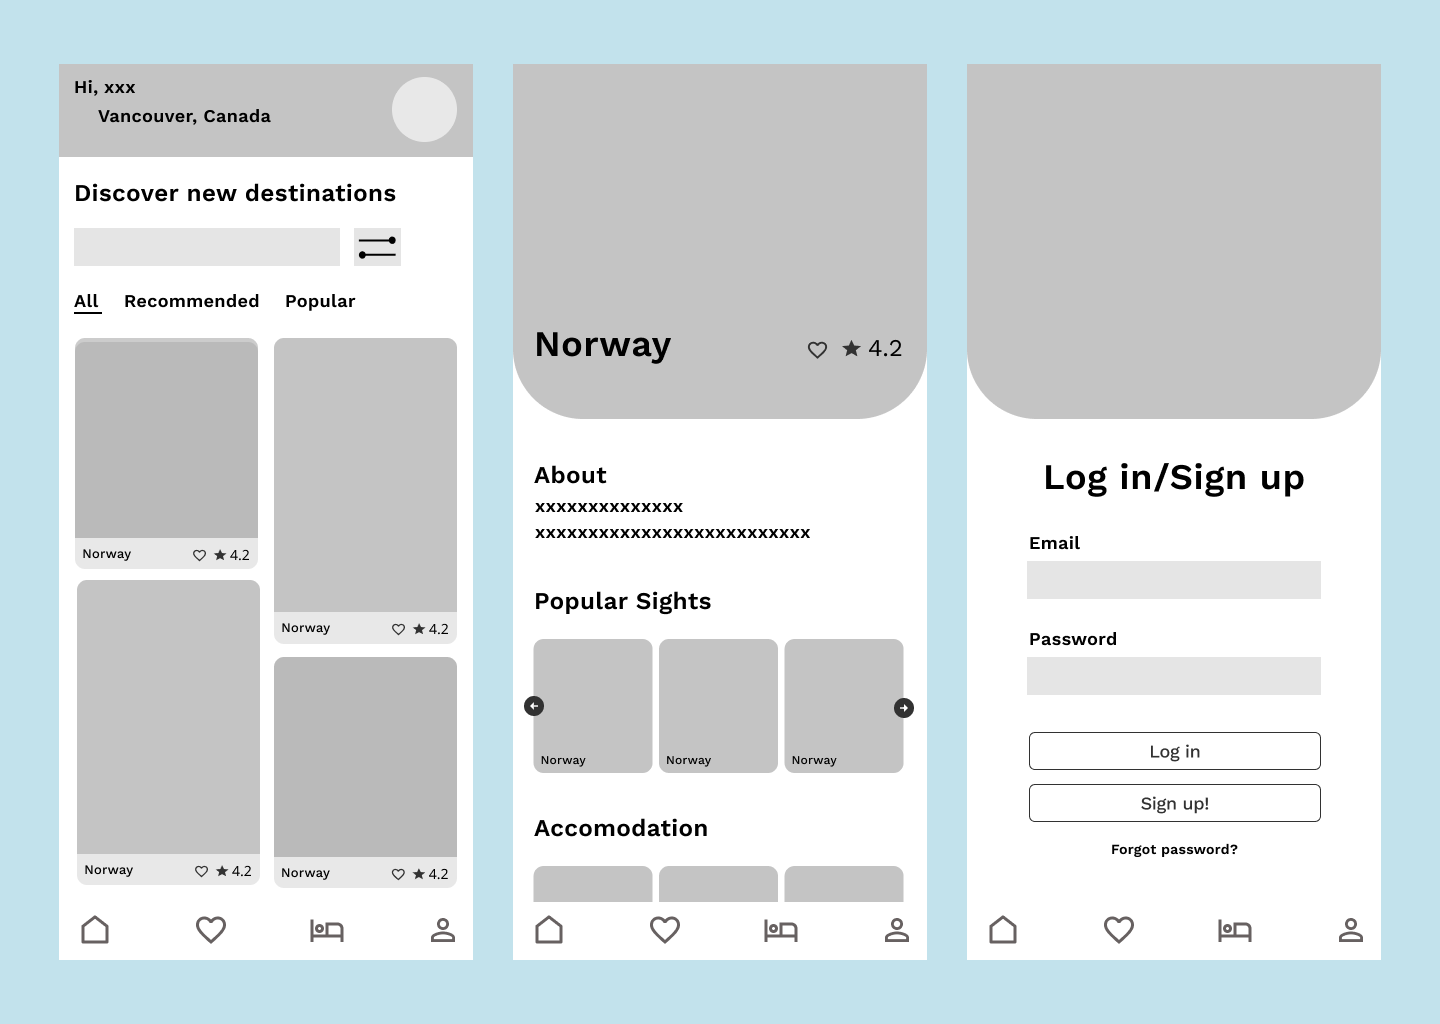 Hi, xxx
Vancouver, Canada
Discover new destinations
All Recommended Popular
Norway 4.2
Norway 4.2
Norway 4.2
Norway 4.2
Norway 4.2
About
xxxxxxxxxxxxxx
xxxxxxxxxxxxxxxxxxxxxxxxxx
Popular Sights
Norway Norway Norway
Accomodation
Log in/Sign up
Email
Password
Log in
Sign up!
Forgot password?